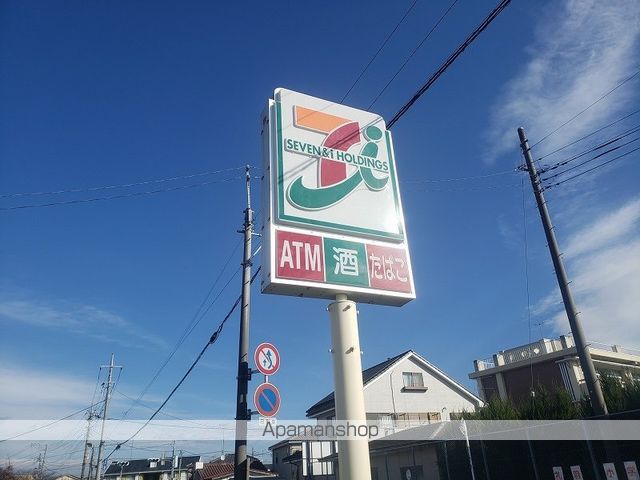 SEVEN&i HOLDINGS
ATM 酒 たばこ
Apamanshop